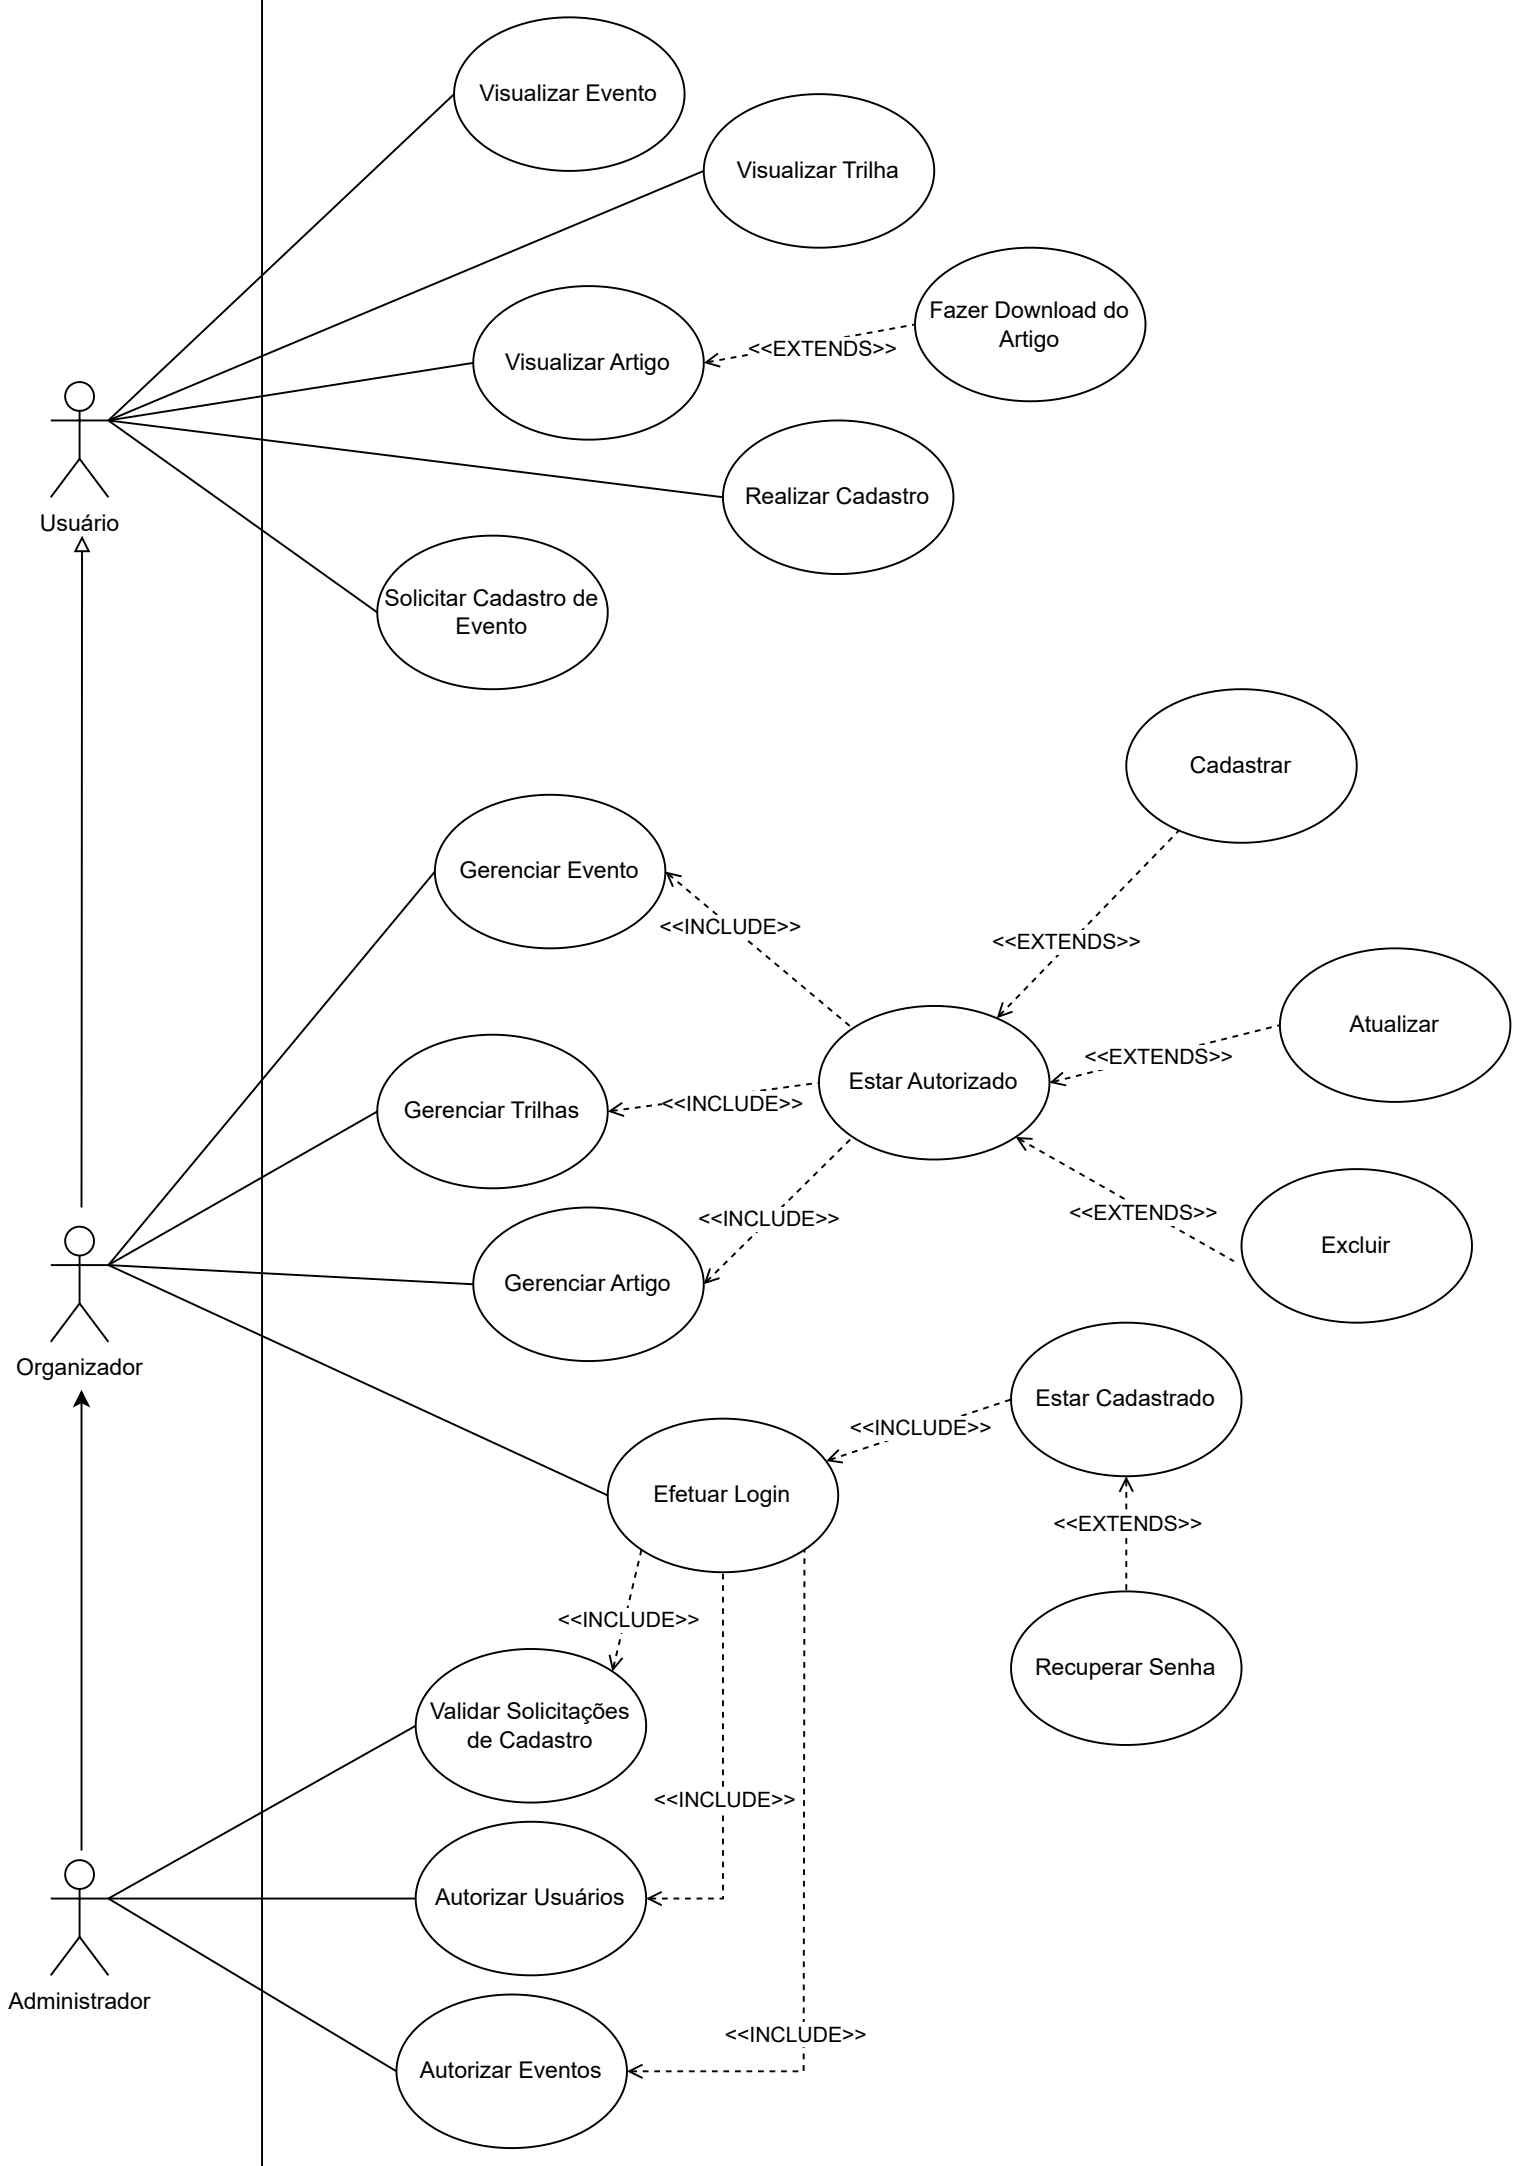 Visualizar Evento
Visualizar Trilha
Fazer Download do
Artigo
<<EXTENDS>>
Visualizar Artigo
Realizar Cadastro
Usuário
Solicitar Cadastro de
Evento
Cadastrar
Gerenciar Evento
<<INCLUDE>>
<<EXTENDS>>
Atualizar
<<EXTENDS>>
Estar Autorizado
Gerenciar Trilhas
<<INCLUDE>>
<<INCLUDE>>
<<EXTENDS>>
Excluir
Gerenciar Artigo
Organizador
Estar Cadastrado
<<INCLUDE>>
Efetuar Login
<<EXTENDS>>
<<INCLUDE>>
Recuperar Senha
Validar Solicitações
de Cadastro
<<INCLUDE>>
Autorizar Usuários
Administrador
<<INCLUDE>>
Autorizar Eventos